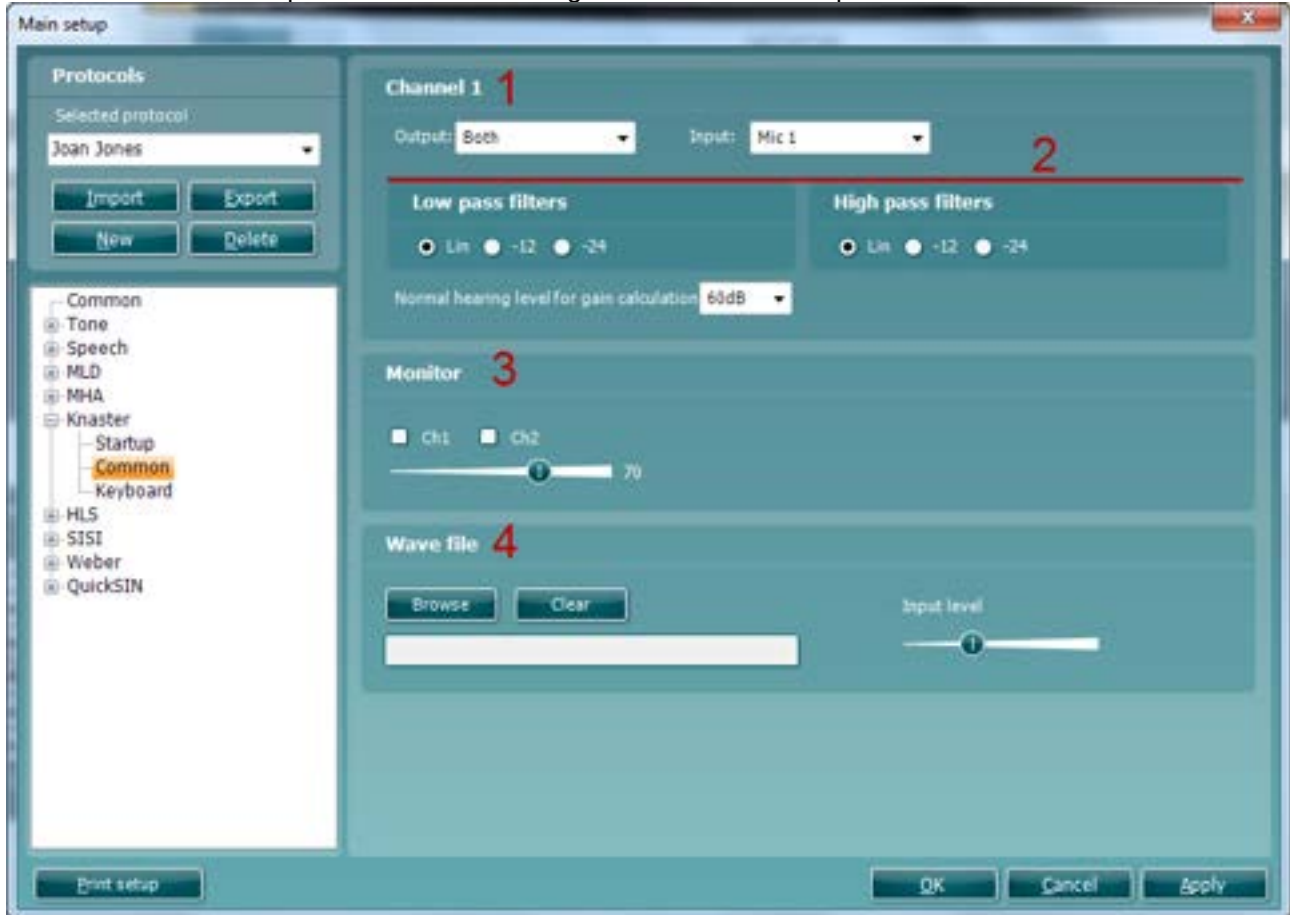 Main setup
Protocols
Selected protocol
Joan Jones
Import
Export
New
Delete
Common
Tone
Speech
MLD
MHA
Knaster
Startup
Common
Keyboard
HLS
SISI
Weber
QuickSIN
Print setup
Channel 1 1
Output: Both
Input: Mic 1
2
Low pass filters
Lin -12 -24
High pass filters
Lin -12 -24
Normal hearing level for gain calculation 60dB
Monitor 3
Ch1 Ch2
70
Wave file 4
Browse
Clear
Input level
OK
Cancel
Apply